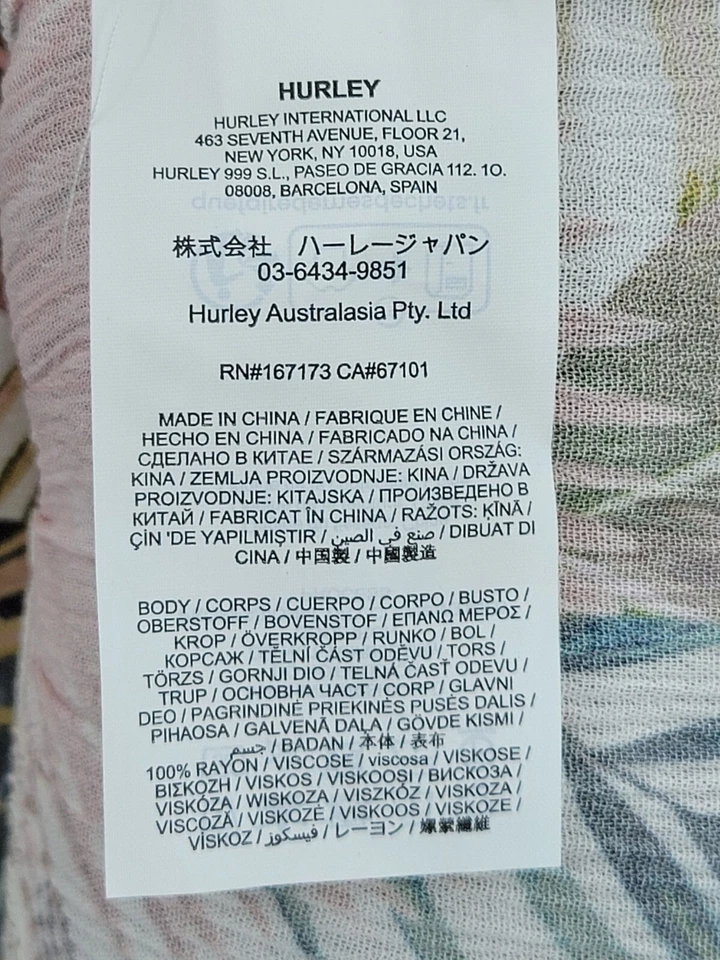 HURLEY
HURLEY INTERNATIONAL LLC
463 SEVENTH AVENUE, FLOOR 21,
NEW YORK, NY 10018, USA
HURLEY 999 S.L., PASEO DE GRACIA 112. 1O.
08008, BARCELONA, SPAIN
quefairedemesdechets.fr
株式会社 ハーレージャパン
03-6434-9851
Hurley Australasia Pty. Ltd
RN#167173 CA#67101
MADE IN CHINA / FABRIQUE EN CHINE /
HECHO EN CHINA / FABRICADO NA CHINA /
СДЕЛАНО В КИТАЕ / SZÁRMAZÁSI ORSZÁG:
KINA / ZEMLJA PROIZVODNJE: KINA / DRŽAVA
PROIZVODNJE: KITAJSKA / ПРОИЗВЕДЕНО В
КИТАЙ / FABRICAT ÎN CHINA / RAŽOTS: ĶĪNĀ /
ÇİN 'DE YAPILMIŞTIR / صنع في الصين / DIBUAT DI
CINA / 中国製 / 中國製造
BODY / CORPS / CUERPO / CORPO / BUSTO /
OBERSTOFF / BOVENSTOF / ΕΠΑΝΩ ΜΕΡΟΣ /
KROP / ÖVERKROPP / RUNKO / BOL /
КОРСАЖ / TĚLNÍ ČÁST ODĚVU / TORS /
TÖRZS / GORNJI DIO / TELNÁ ČASŤ ODEVU /
TRUP / ОСНОВНА ЧАСТ / CORP / GLAVNI
DEO / PAGRINDINĖ PRIEKINĖS PUSĖS DALIS /
PIHAOSA / GALVENĀ DAĻA / GÖVDE KISMI /
جسم / BADAN / 本体 / 表布
100% RAYON / VISCOSE / viscosa / VISKOSE /
ΒΙΣΚΟΖΗ / VISKOS / VISKOOSI / ВИСКОЗА /
VISKÓZA / WISKOZA / VISZKÓZ / VISKOZA /
VISCOZĂ / VISKOZĖ / VISKOOS / VISKOZE /
VİSKOZ / فيسكوز / レーヨン / 嫘縈纖維